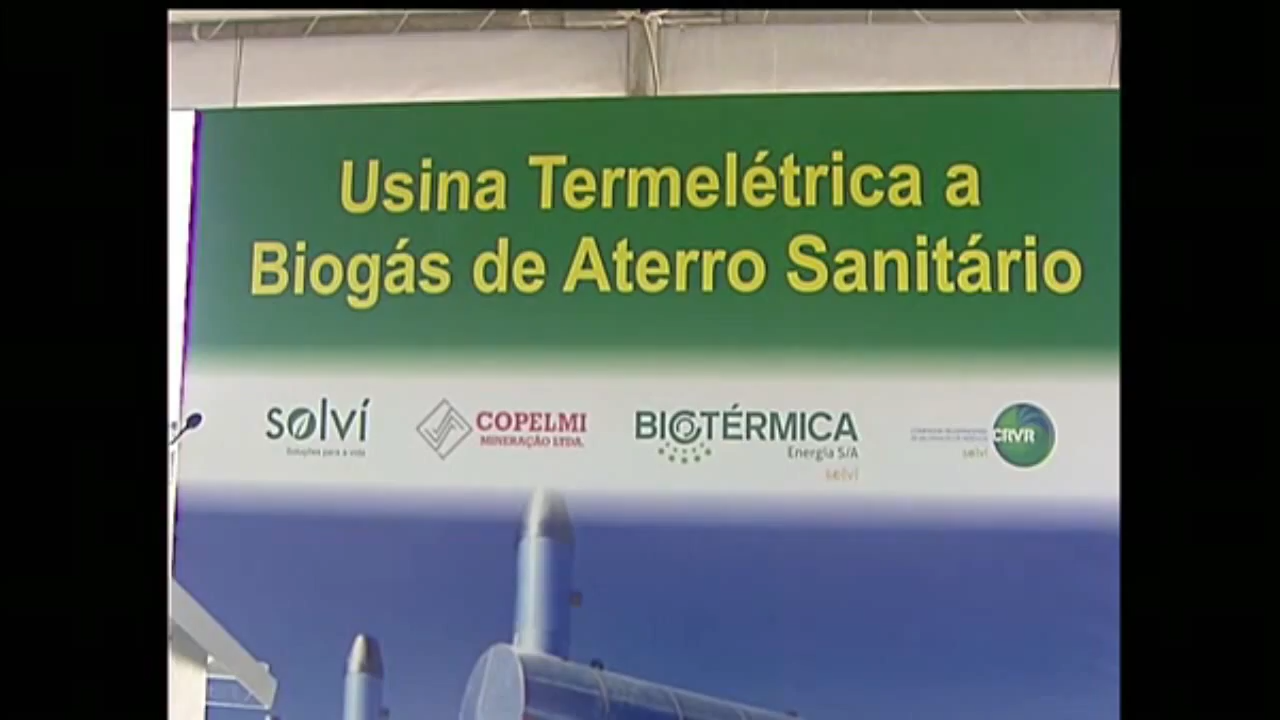 Usina Termelétrica a
Biogás de Aterro Sanitário
solví
Soluções para a vida
COPELMI
MINERAÇÃO LTDA.
BIOTÉRMICA
Energia S/A
solví
CRVR
solví